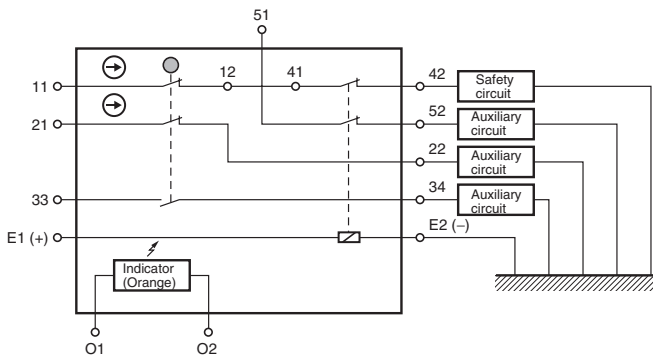 51
11
12
41
42
Safety
circuit
21
52
Auxiliary
circuit
22
Auxiliary
circuit
33
34
Auxiliary
circuit
E1 (+)
E2 (−)
Indicator
(Orange)
O1
O2